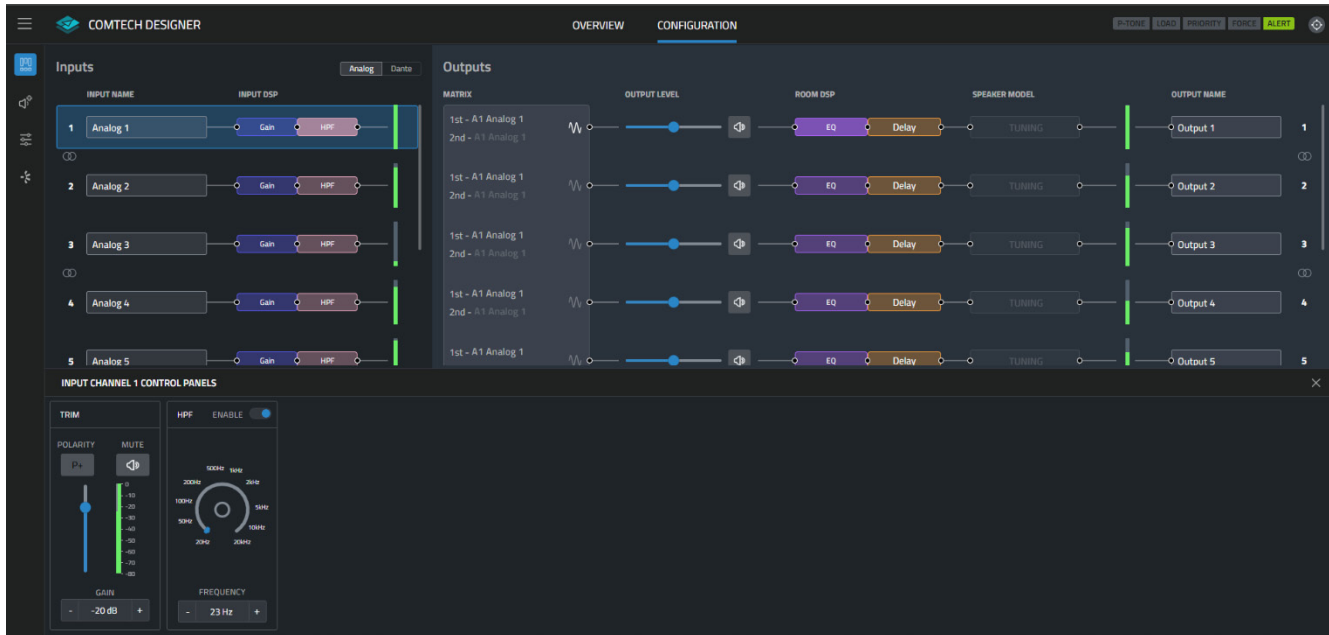 COMTECH DESIGNER
OVERVIEW CONFIGURATION
P-TONE LOAD PRIORITY FORCE ALERT
Inputs
Analog Dante
INPUT NAME INPUT DSP
1 Analog 1 Gain HPF
2 Analog 2 Gain HPF
3 Analog 3 Gain HPF
4 Analog 4 Gain HPF
5 Analog 5 Gain HPF
Outputs
MATRIX OUTPUT LEVEL ROOM DSP SPEAKER MODEL OUTPUT NAME
1st - A1 Analog 1
2nd - A1 Analog 1
EQ Delay TUNING Output 1 1
1st - A1 Analog 1
2nd - A1 Analog 1
EQ Delay TUNING Output 2 2
1st - A1 Analog 1
2nd - A1 Analog 1
EQ Delay TUNING Output 3 3
1st - A1 Analog 1
2nd - A1 Analog 1
EQ Delay TUNING Output 4 4
1st - A1 Analog 1
EQ Delay TUNING Output 5 5
INPUT CHANNEL 1 CONTROL PANELS
TRIM
POLARITY MUTE
P+
0
-10
-20
-30
-40
-50
-60
-70
-80
GAIN
- -20 dB +
HPF ENABLE
500Hz 1kHz
200Hz 2kHz
100Hz 5kHz
50Hz 10kHz
20Hz 20kHz
FREQUENCY
- 23 Hz +